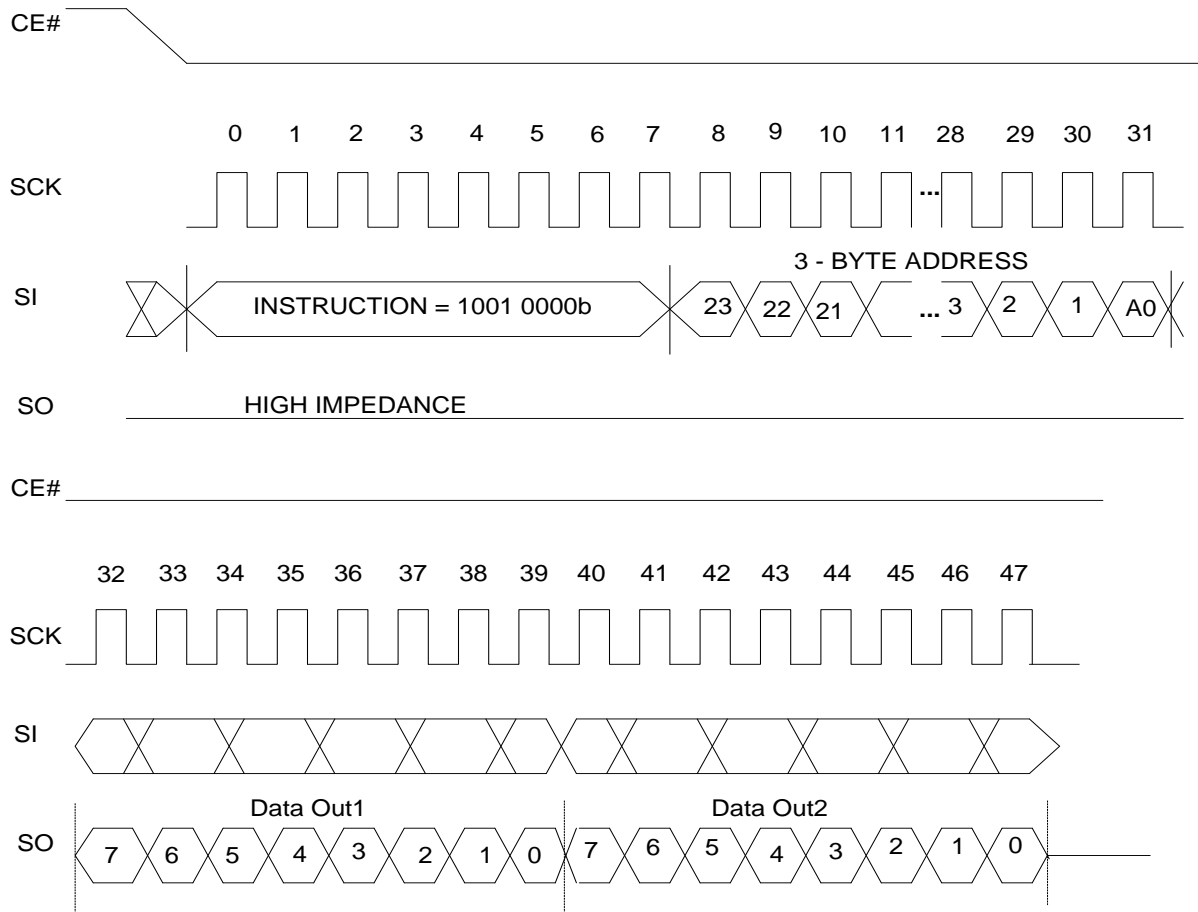 CE#
0 1 2 3 4 5 6 7 8 9 10 11 28 29 30 31
SCK ...
3 - BYTE ADDRESS
SI INSTRUCTION = 1001 0000b 23 22 21 ... 3 2 1 A0
SO HIGH IMPEDANCE
CE#
32 33 34 35 36 37 38 39 40 41 42 43 44 45 46 47
SCK
SI
Data Out1 Data Out2
SO 7 6 5 4 3 2 1 0 7 6 5 4 3 2 1 0